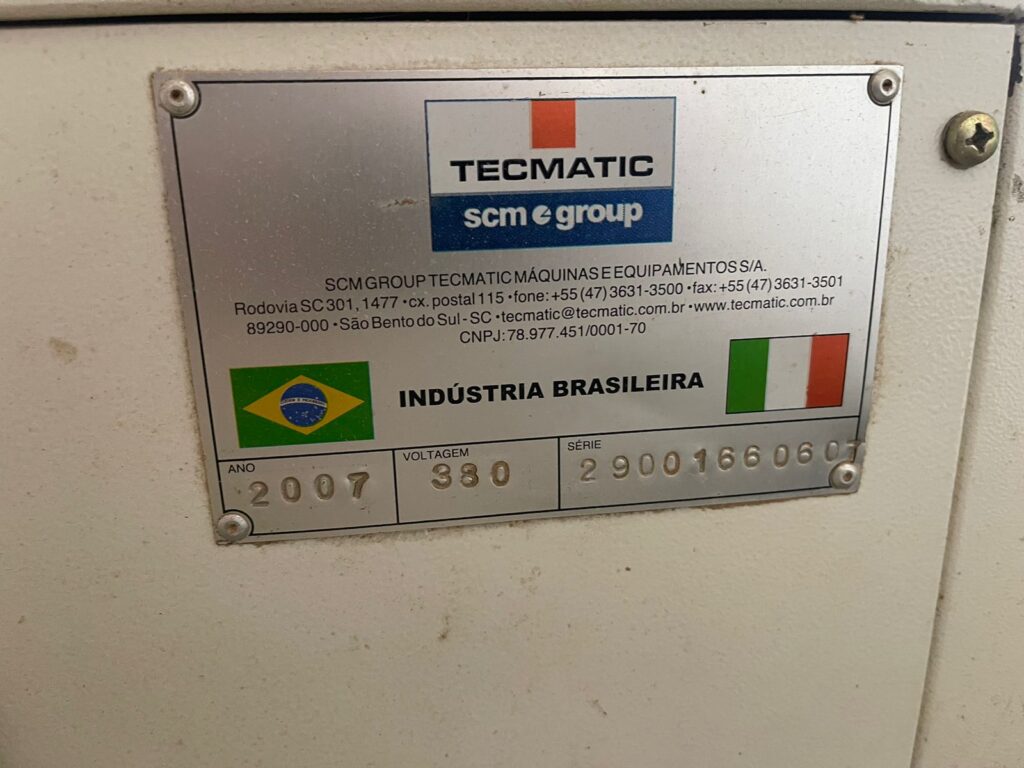 TECMATIC
scm group
SCM GROUP TECMATIC MÁQUINAS E EQUIPAMENTOS S/A.
Rodovia SC 301, 1477 • cx. postal 115 • fone: +55 (47) 3631-3500 • fax: +55 (47) 3631-3501
89290-000 • São Bento do Sul - SC • tecmatic@tecmatic.com.br • www.tecmatic.com.br
CNPJ: 78.977.451/0001-70
INDÚSTRIA BRASILEIRA
ANO VOLTAGEM SÉRIE
2007 380 29001660607